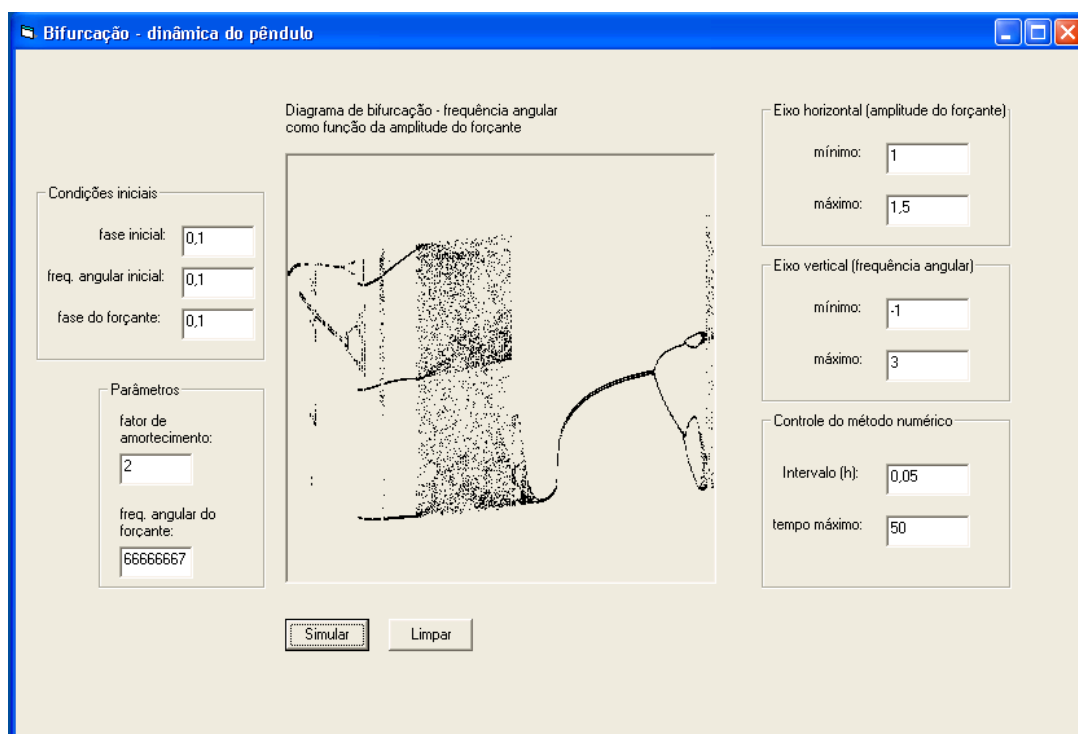 Bifurcação - dinâmica do pêndulo
Diagrama de bifurcação - frequência angular
como função da amplitude do forçante
Condições iniciais
fase inicial: 0,1
freq. angular inicial: 0,1
fase do forçante: 0,1
Parâmetros
fator de
amortecimento:
2
freq. angular do
forçante:
66666667
Simular
Limpar
Eixo horizontal (amplitude do forçante)
mínimo: 1
máximo: 1,5
Eixo vertical (frequência angular)
mínimo: -1
máximo: 3
Controle do método numérico
Intervalo (h): 0,05
tempo máximo: 50